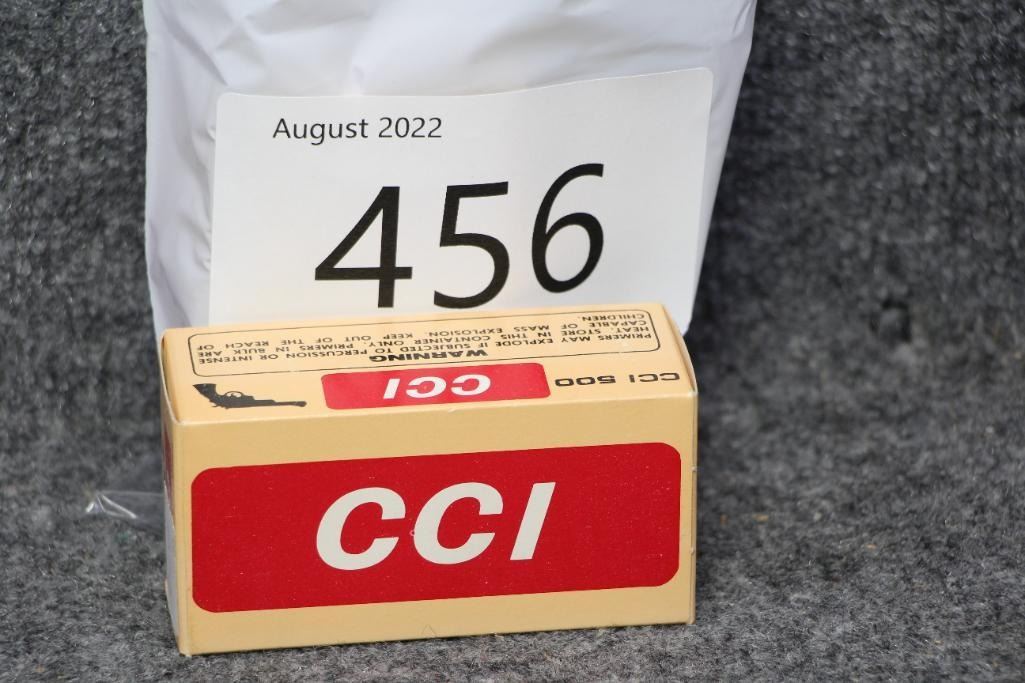 August 2022
456
WARNING
PRIMERS MAY EXPLODE IF SUBJECTED TO PERCUSSION OR INTENSE
HEAT. STORE IN THIS CONTAINER ONLY. PRIMERS IN BULK ARE
CAPABLE OF MASS EXPLOSION. KEEP OUT OF THE REACH OF
CHILDREN.
CCI
CCI 500
CCI